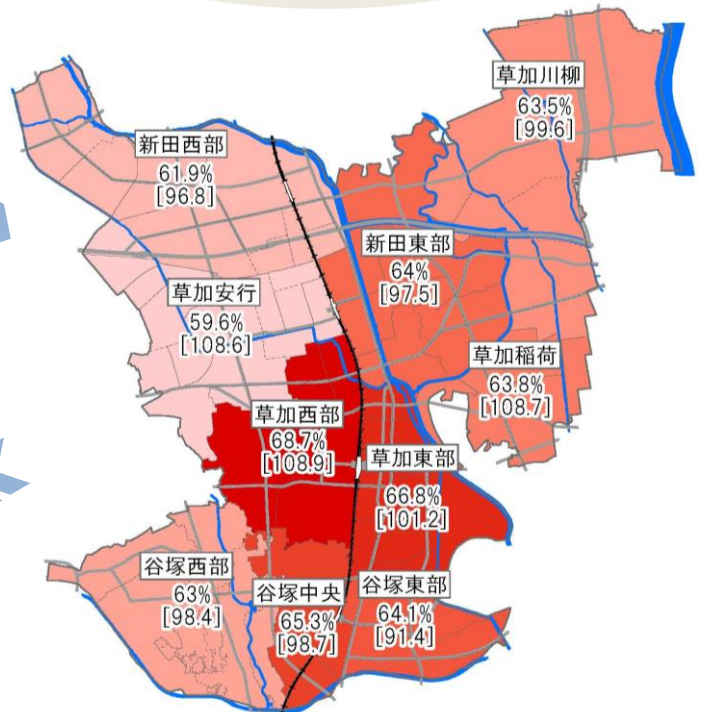 草加川柳
63.5%
[99.6]
新田西部
61.9%
[96.8]
新田東部
64%
[97.5]
草加安行
59.6%
[108.6]
草加稲荷
63.8%
[108.7]
草加西部
68.7%
[108.9]
草加東部
66.8%
[101.2]
谷塚西部
63%
[98.4]
谷塚中央
65.3%
[98.7]
谷塚東部
64.1%
[91.4]